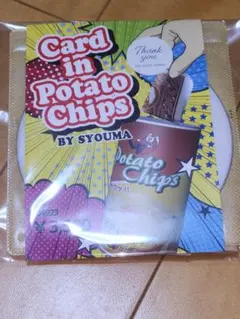 Card
in
Potato
Chips
BY SYOUMA
Thank
you
Potato
Chips